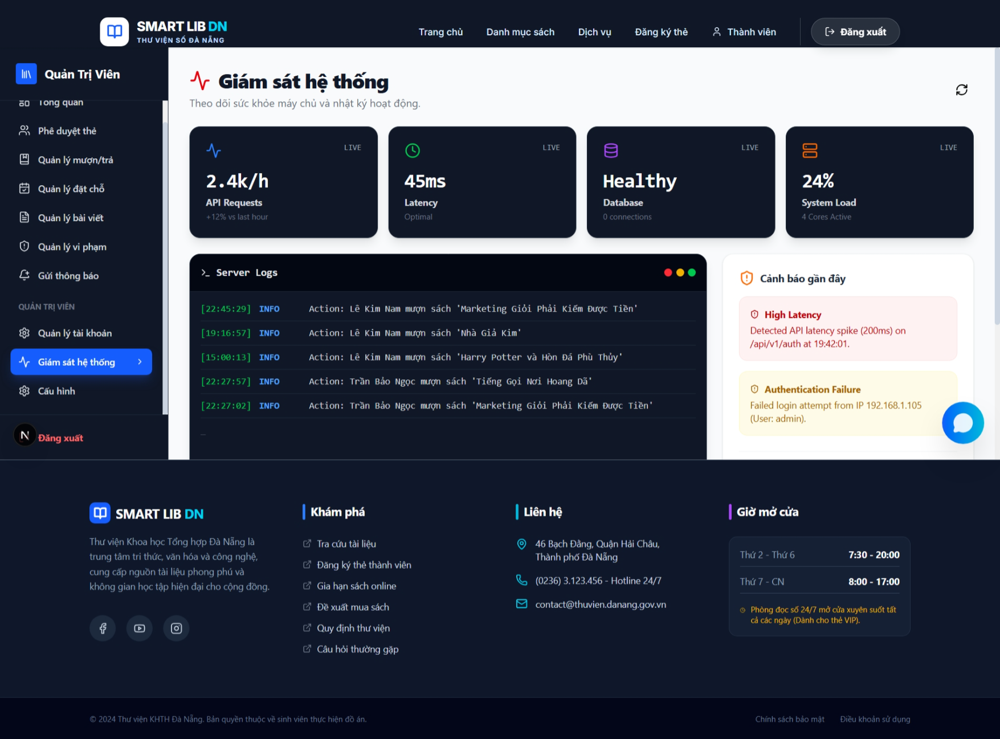 SMART LIB DN
THƯ VIỆN SỐ ĐÀ NẴNG
Trang chủ
Danh mục sách
Dịch vụ
Đăng ký thẻ
Thành viên
Đăng xuất
Quản Trị Viên
Tổng quan
Phê duyệt thẻ
Quản lý mượn/trả
Quản lý đặt chỗ
Quản lý bài viết
Quản lý vi phạm
Gửi thông báo
QUẢN TRỊ VIÊN
Quản lý tài khoản
Giám sát hệ thống
Cấu hình
N
Đăng xuất
Giám sát hệ thống
Theo dõi sức khỏe máy chủ và nhật ký hoạt động.
LIVE
2.4k/h
API Requests
+12% vs last hour
LIVE
45ms
Latency
Optimal
LIVE
Healthy
Database
0 connections
LIVE
24%
System Load
4 Cores Active
>_ Server Logs
[22:45:29] INFO Action: Lê Kim Nam mượn sách 'Marketing Giỏi Phải Kiếm Được Tiền'
[19:16:57] INFO Action: Lê Kim Nam mượn sách 'Nhà Giả Kim'
[15:00:13] INFO Action: Lê Kim Nam mượn sách 'Harry Potter và Hòn Đá Phù Thủy'
[22:27:57] INFO Action: Trần Bảo Ngọc mượn sách 'Tiếng Gọi Nơi Hoang Dã'
[22:27:02] INFO Action: Trần Bảo Ngọc mượn sách 'Marketing Giỏi Phải Kiếm Được Tiền'
_
Cảnh báo gần đây
High Latency
Detected API latency spike (200ms) on
/api/v1/auth at 19:42:01.
Authentication Failure
Failed login attempt from IP 192.168.1.105
(User: admin).
SMART LIB DN
Thư viện Khoa học Tổng hợp Đà Nẵng là
trung tâm tri thức, văn hóa và công nghệ,
cung cấp nguồn tài liệu phong phú và
không gian học tập hiện đại cho cộng đồng.
Khám phá
Tra cứu tài liệu
Đăng ký thẻ thành viên
Gia hạn sách online
Đề xuất mua sách
Quy định thư viện
Câu hỏi thường gặp
Liên hệ
46 Bạch Đằng, Quận Hải Châu,
Thành phố Đà Nẵng
(0236) 3.123.456 - Hotline 24/7
contact@thuvien.danang.gov.vn
Giờ mở cửa
Thứ 2 - Thứ 6 7:30 - 20:00
Thứ 7 - CN 8:00 - 17:00
Phòng đọc số 24/7 mở cửa xuyên suốt tất
cả các ngày (Dành cho thẻ VIP).
© 2024 Thư viện KHTH Đà Nẵng. Bản quyền thuộc về sinh viên thực hiện đồ án.
Chính sách bảo mật
Điều khoản sử dụng